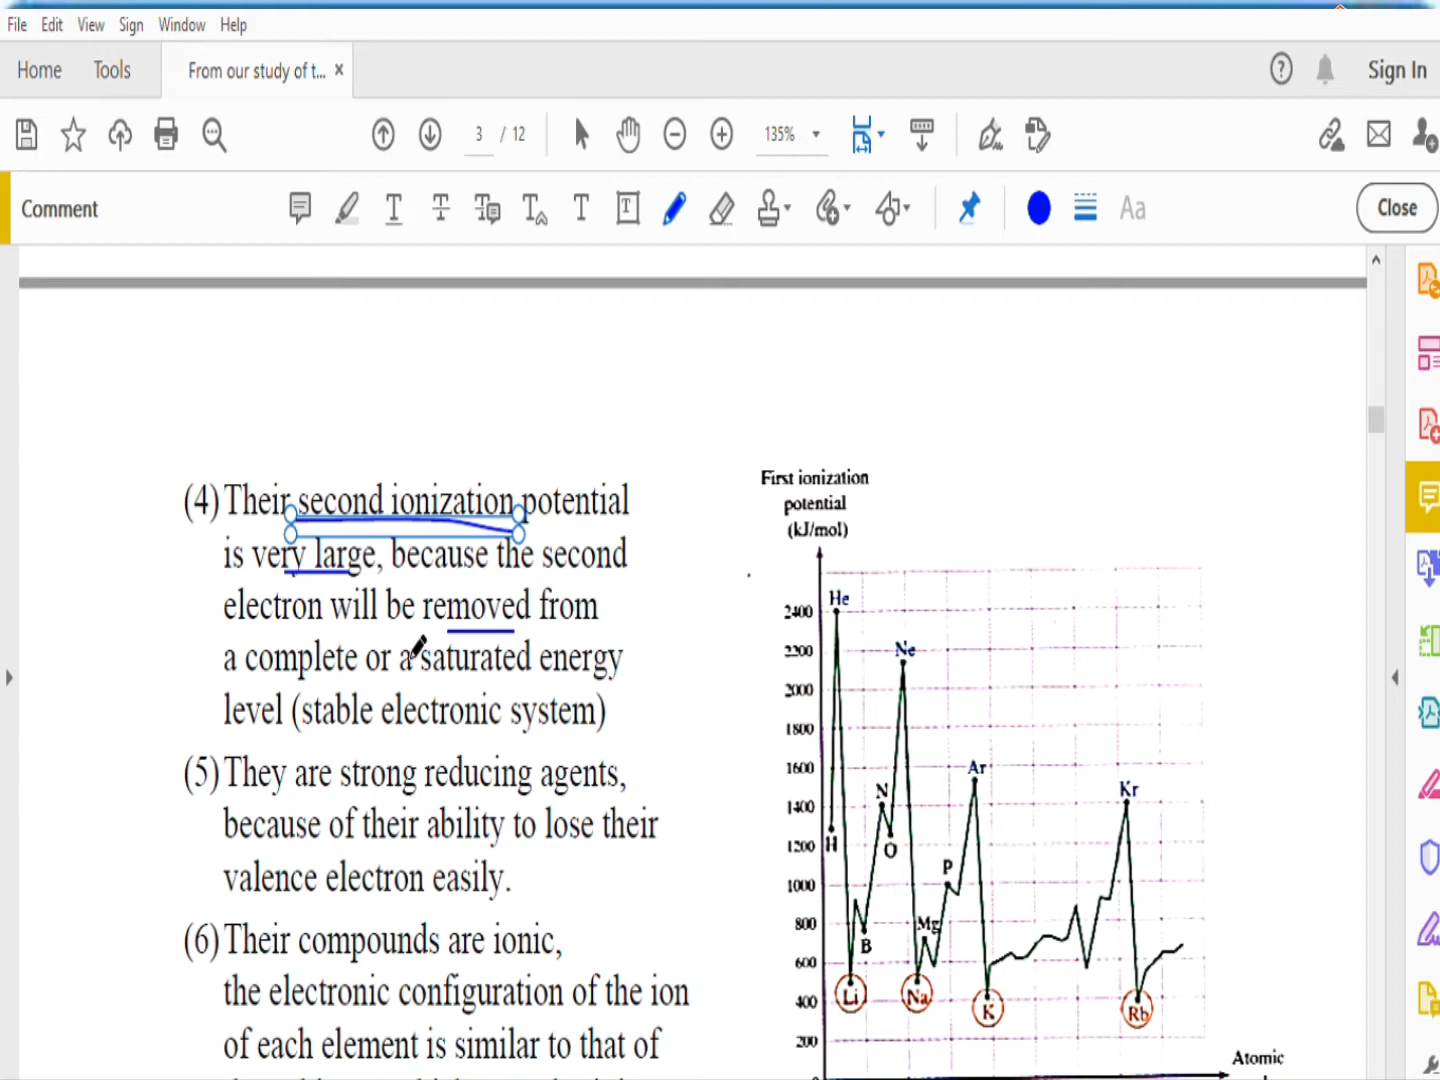 File Edit View Sign Window Help
Home Tools From our study of t... × Sign In
3 / 12 135%
Comment Aa Close
(4) Their second ionization potential
is very large, because the second
electron will be removed from
a complete or a saturated energy
level (stable electronic system)
(5) They are strong reducing agents,
because of their ability to lose their
valence electron easily.
(6) Their compounds are ionic,
the electronic configuration of the ion
of each element is similar to that of
First ionization
potential
(kJ/mol)
2400
2200
2000
1800
1600
1400
1200
1000
800
600
400
200
0
He
Ne
Ar
Kr
N
H
O
P
Mg
B
Li
Na
K
Rb
Atomic